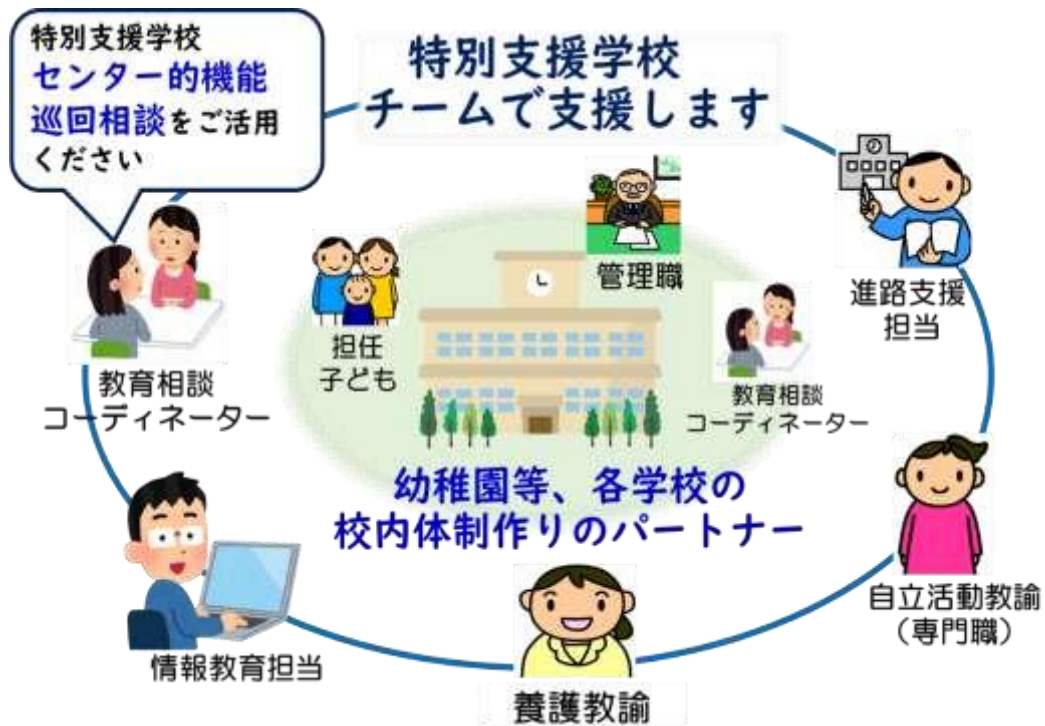 特別支援学校
センター的機能
巡回相談をご活用
ください
特別支援学校
チームで支援します
管理職
進路支援
担当
担任
子ども
教育相談
コーディネーター
教育相談
コーディネーター
幼稚園等、各学校の
校内体制作りのパートナー
自立活動教諭
（専門職）
情報教育担当
養護教諭